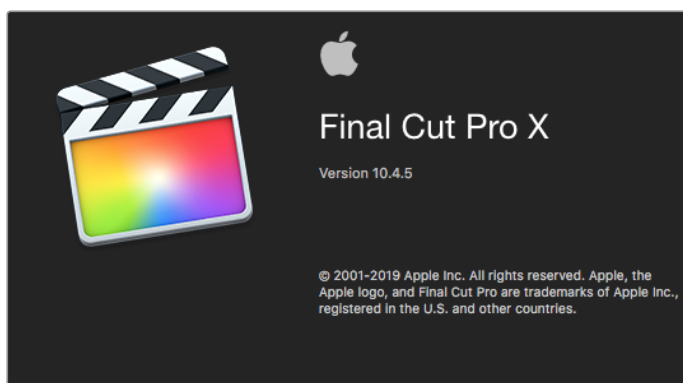 Final Cut Pro X
Version 10.4.5
© 2001-2019 Apple Inc. All rights reserved. Apple, the
Apple logo, and Final Cut Pro are trademarks of Apple Inc.,
registered in the U.S. and other countries.